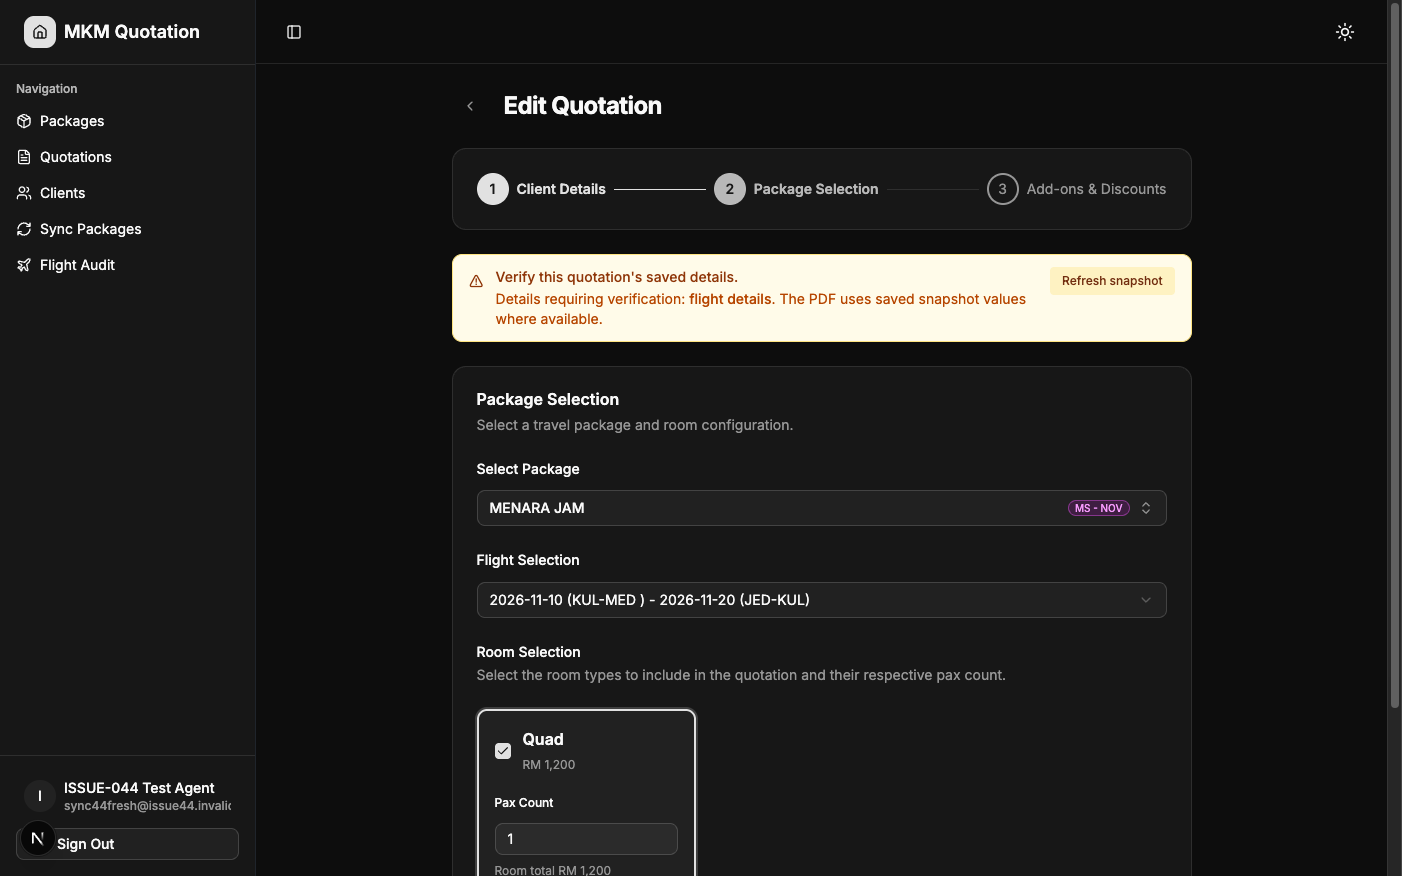 MKM Quotation
Navigation
Packages
Quotations
Clients
Sync Packages
Flight Audit
ISSUE-044 Test Agent
I
sync44fresh@issue44.invalid
N
Sign Out
Edit Quotation
1 Client Details
2 Package Selection
3 Add-ons & Discounts
Verify this quotation's saved details.
Refresh snapshot
Details requiring verification: flight details. The PDF uses saved snapshot values
where available.
Package Selection
Select a travel package and room configuration.
Select Package
MENARA JAM MS - NOV
Flight Selection
2026-11-10 (KUL-MED ) - 2026-11-20 (JED-KUL)
Room Selection
Select the room types to include in the quotation and their respective pax count.
Quad
RM 1,200
Pax Count
1
Room total RM 1,200